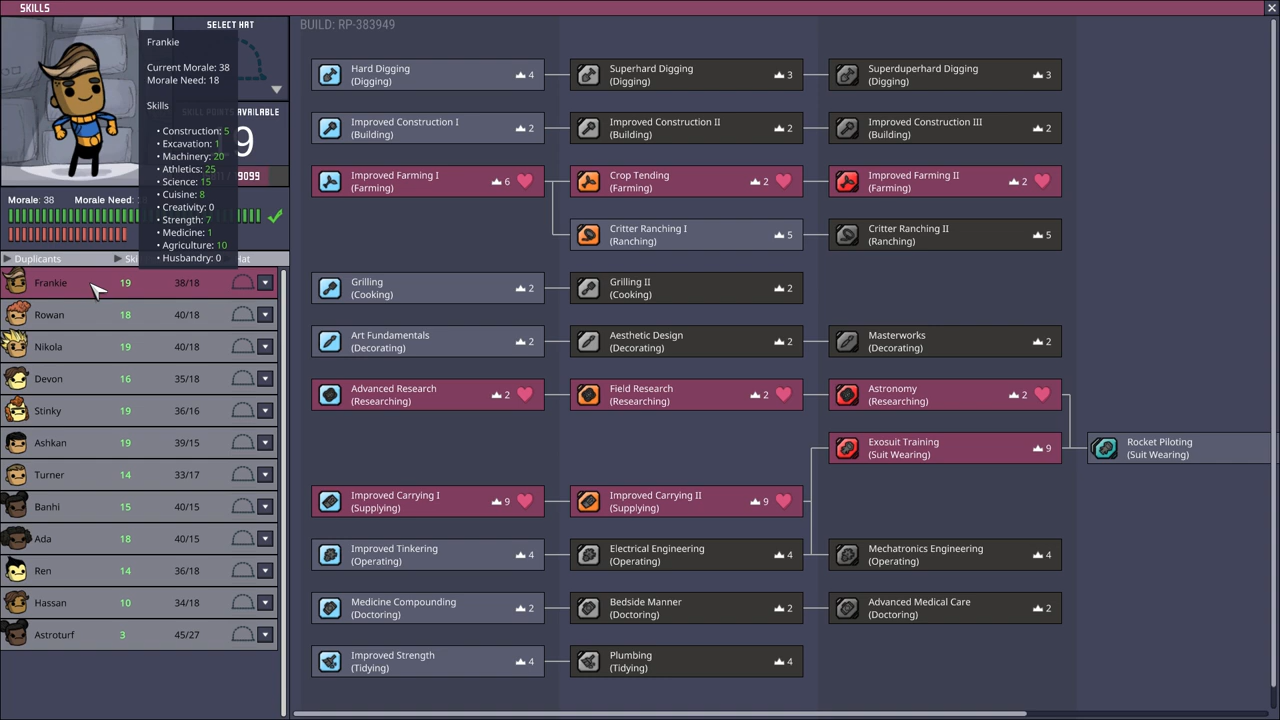 SKILLS
BUILD: RP-383949
SELECT HAT
Frankie
Current Morale: 38
Morale Need: 18
Skills
• Construction: 5
• Excavation: 1
• Machinery: 20
• Athletics: 25
• Science: 15
• Cuisine: 8
• Creativity: 0
• Strength: 7
• Medicine: 1
• Agriculture: 10
• Husbandry: 0
AVAILABLE
9
9099
Morale: 38 Morale Need:
Duplicants Hat
Frankie 19 38/18
Rowan 18 40/18
Nikola 19 40/18
Devon 16 35/18
Stinky 19 36/16
Ashkan 19 39/15
Turner 14 33/17
Banhi 15 40/15
Ada 18 40/15
Ren 14 36/18
Hassan 10 34/18
Astroturf 3 45/27
Hard Digging
(Digging)
4
Superhard Digging
(Digging)
3
Superduperhard Digging
(Digging)
3
Improved Construction I
(Building)
2
Improved Construction II
(Building)
2
Improved Construction III
(Building)
2
Improved Farming I
(Farming)
6
Crop Tending
(Farming)
2
Improved Farming II
(Farming)
2
Critter Ranching I
(Ranching)
5
Critter Ranching II
(Ranching)
5
Grilling
(Cooking)
2
Grilling II
(Cooking)
2
Art Fundamentals
(Decorating)
2
Aesthetic Design
(Decorating)
2
Masterworks
(Decorating)
2
Advanced Research
(Researching)
2
Field Research
(Researching)
2
Astronomy
(Researching)
2
Exosuit Training
(Suit Wearing)
9
Rocket Piloting
(Suit Wearing)
Improved Carrying I
(Supplying)
9
Improved Carrying II
(Supplying)
9
Improved Tinkering
(Operating)
4
Electrical Engineering
(Operating)
4
Mechatronics Engineering
(Operating)
4
Medicine Compounding
(Doctoring)
2
Bedside Manner
(Doctoring)
2
Advanced Medical Care
(Doctoring)
2
Improved Strength
(Tidying)
4
Plumbing
(Tidying)
4